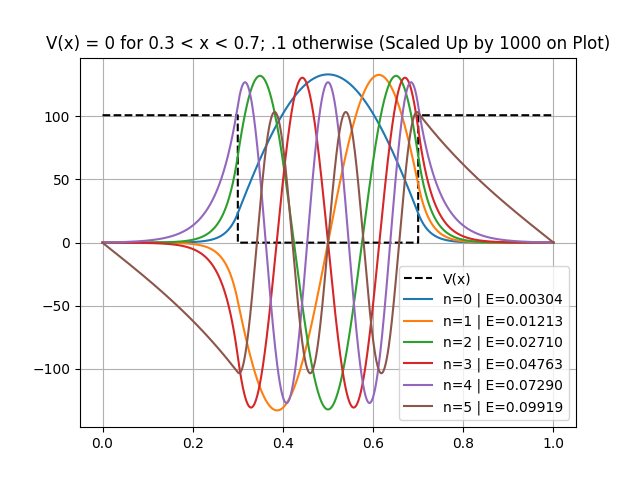 V(x) = 0 for 0.3 < x < 0.7; .1 otherwise (Scaled Up by 1000 on Plot)
100
50
0
−50
−100
V(x)
n=0 | E=0.00304
n=1 | E=0.01213
n=2 | E=0.02710
n=3 | E=0.04763
n=4 | E=0.07290
n=5 | E=0.09919
0.0 0.2 0.4 0.6 0.8 1.0